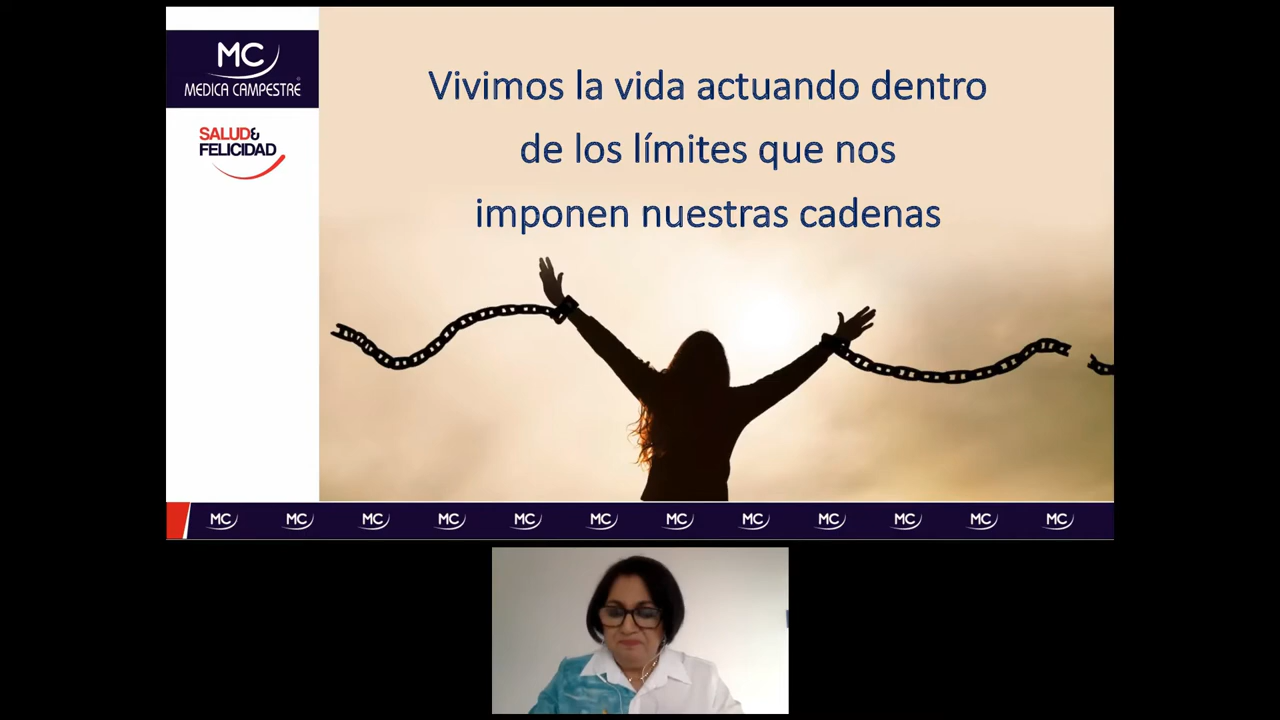 MC
MEDICA CAMPESTRE
SALUD&
FELICIDAD
Vivimos la vida actuando dentro
de los límites que nos
imponen nuestras cadenas
MC MC MC MC MC MC MC MC MC MC MC MC